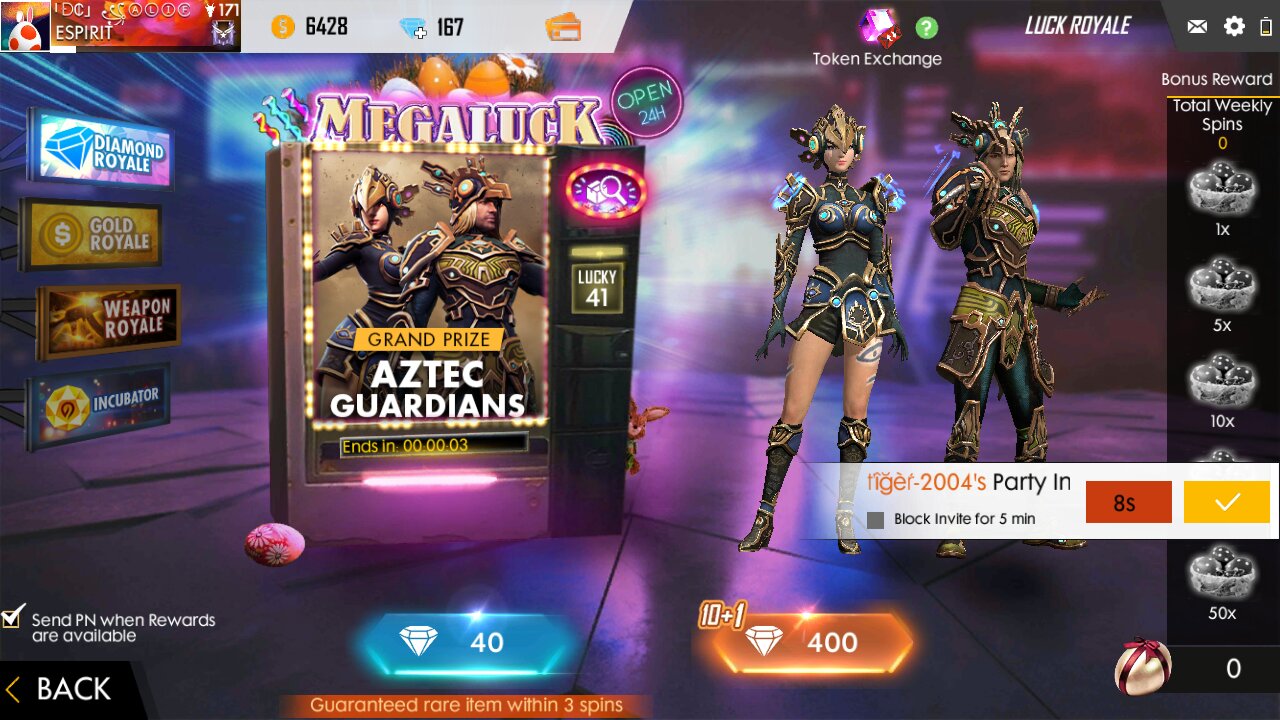 171
ESPIRIT
6428
167
Token Exchange
?
LUCK ROYALE
Bonus Reward
Total Weekly
Spins
0
1x
5x
10x
50x
0
DIAMOND
ROYALE
GOLD
ROYALE
WEAPON
ROYALE
INCUBATOR
MEGALUCK
OPEN
24H
LUCKY
41
GRAND PRIZE
AZTEC
GUARDIANS
Ends in: 00:00:03
tîğèŕ-2004's Party In
Block Invite for 5 min
8s
Send PN when Rewards
are available
BACK
40
10+1
400
Guaranteed rare item within 3 spins